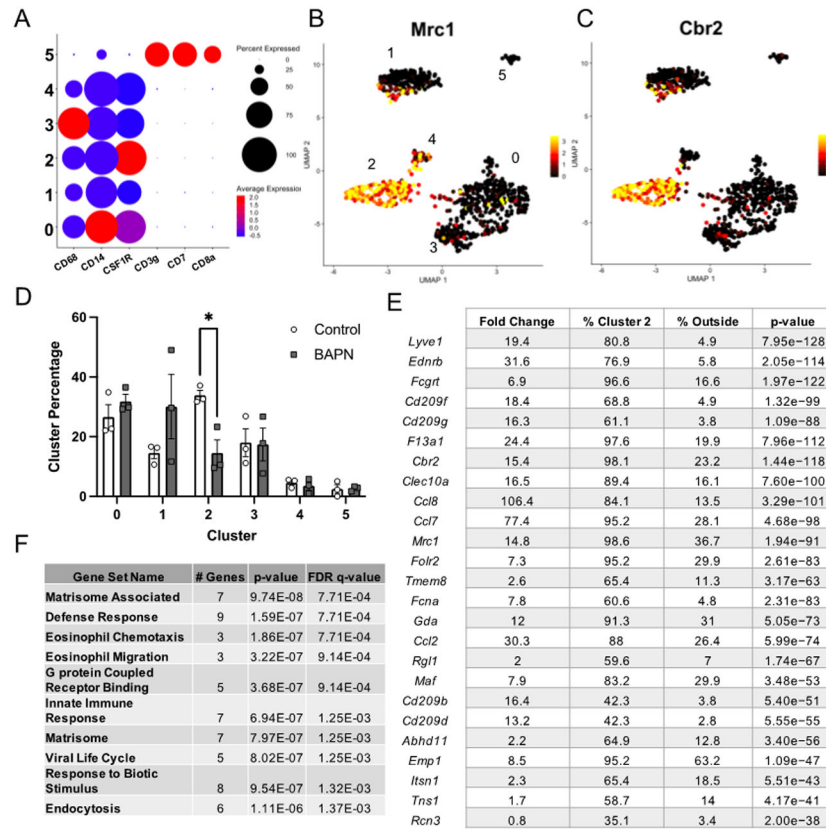 A
5
4
3
2
1
0
CD68 CD14 CSF1R CD3g CD7 CD8a
Percent Expressed
0
25
50
75
100
Average Expression
2.0
1.5
1.0
0.5
0.0
-0.5
B
Mrc1
1
5
4
2
0
3
10
5
0
-5
UMAP 2
-6 -3 0 3
UMAP 1
3
2
1
0
C
Cbr2
10
5
0
-5
UMAP 2
-6 -3 0 3
UMAP 1
D
60
40
20
0
Cluster Percentage
*
Control
BAPN
0 1 2 3 4 5
Cluster
E
Fold Change % Cluster 2 % Outside p-value
Lyve1 19.4 80.8 4.9 7.95e−128
Ednrb 31.6 76.9 5.8 2.05e−114
Fcgrt 6.9 96.6 16.6 1.97e−122
Cd209f 18.4 68.8 4.9 1.32e−99
Cd209g 16.3 61.1 3.8 1.09e−88
F13a1 24.4 97.6 19.9 7.96e−112
Cbr2 15.4 98.1 23.2 1.44e−118
Clec10a 16.5 89.4 16.1 7.60e−100
Ccl8 106.4 84.1 13.5 3.29e−101
Ccl7 77.4 95.2 28.1 4.68e−98
Mrc1 14.8 98.6 36.7 1.94e−91
Folr2 7.3 95.2 29.9 2.61e−83
Tmem8 2.6 65.4 11.3 3.17e−63
Fcna 7.8 60.6 4.8 2.31e−83
Gda 12 91.3 31 5.05e−73
Ccl2 30.3 88 26.4 5.99e−74
Rgl1 2 59.6 7 1.74e−67
Maf 7.9 83.2 29.9 3.48e−53
Cd209b 16.4 42.3 3.8 5.40e−51
Cd209d 13.2 42.3 2.8 5.55e−55
Abhd11 2.2 64.9 12.8 3.40e−56
Emp1 8.5 95.2 63.2 1.09e−47
Itsn1 2.3 65.4 18.5 5.51e−43
Tns1 1.7 58.7 14 4.17e−41
Rcn3 0.8 35.1 3.4 2.00e−38
F
Gene Set Name # Genes p-value FDR q-value
Matrisome Associated 7 9.74E-08 7.71E-04
Defense Response 9 1.59E-07 7.71E-04
Eosinophil Chemotaxis 3 1.86E-07 7.71E-04
Eosinophil Migration 3 3.22E-07 9.14E-04
G protein Coupled
Receptor Binding 5 3.68E-07 9.14E-04
Innate Immune
Response 7 6.94E-07 1.25E-03
Matrisome 7 7.97E-07 1.25E-03
Viral Life Cycle 5 8.02E-07 1.25E-03
Response to Biotic
Stimulus 8 9.54E-07 1.32E-03
Endocytosis 6 1.11E-06 1.37E-03